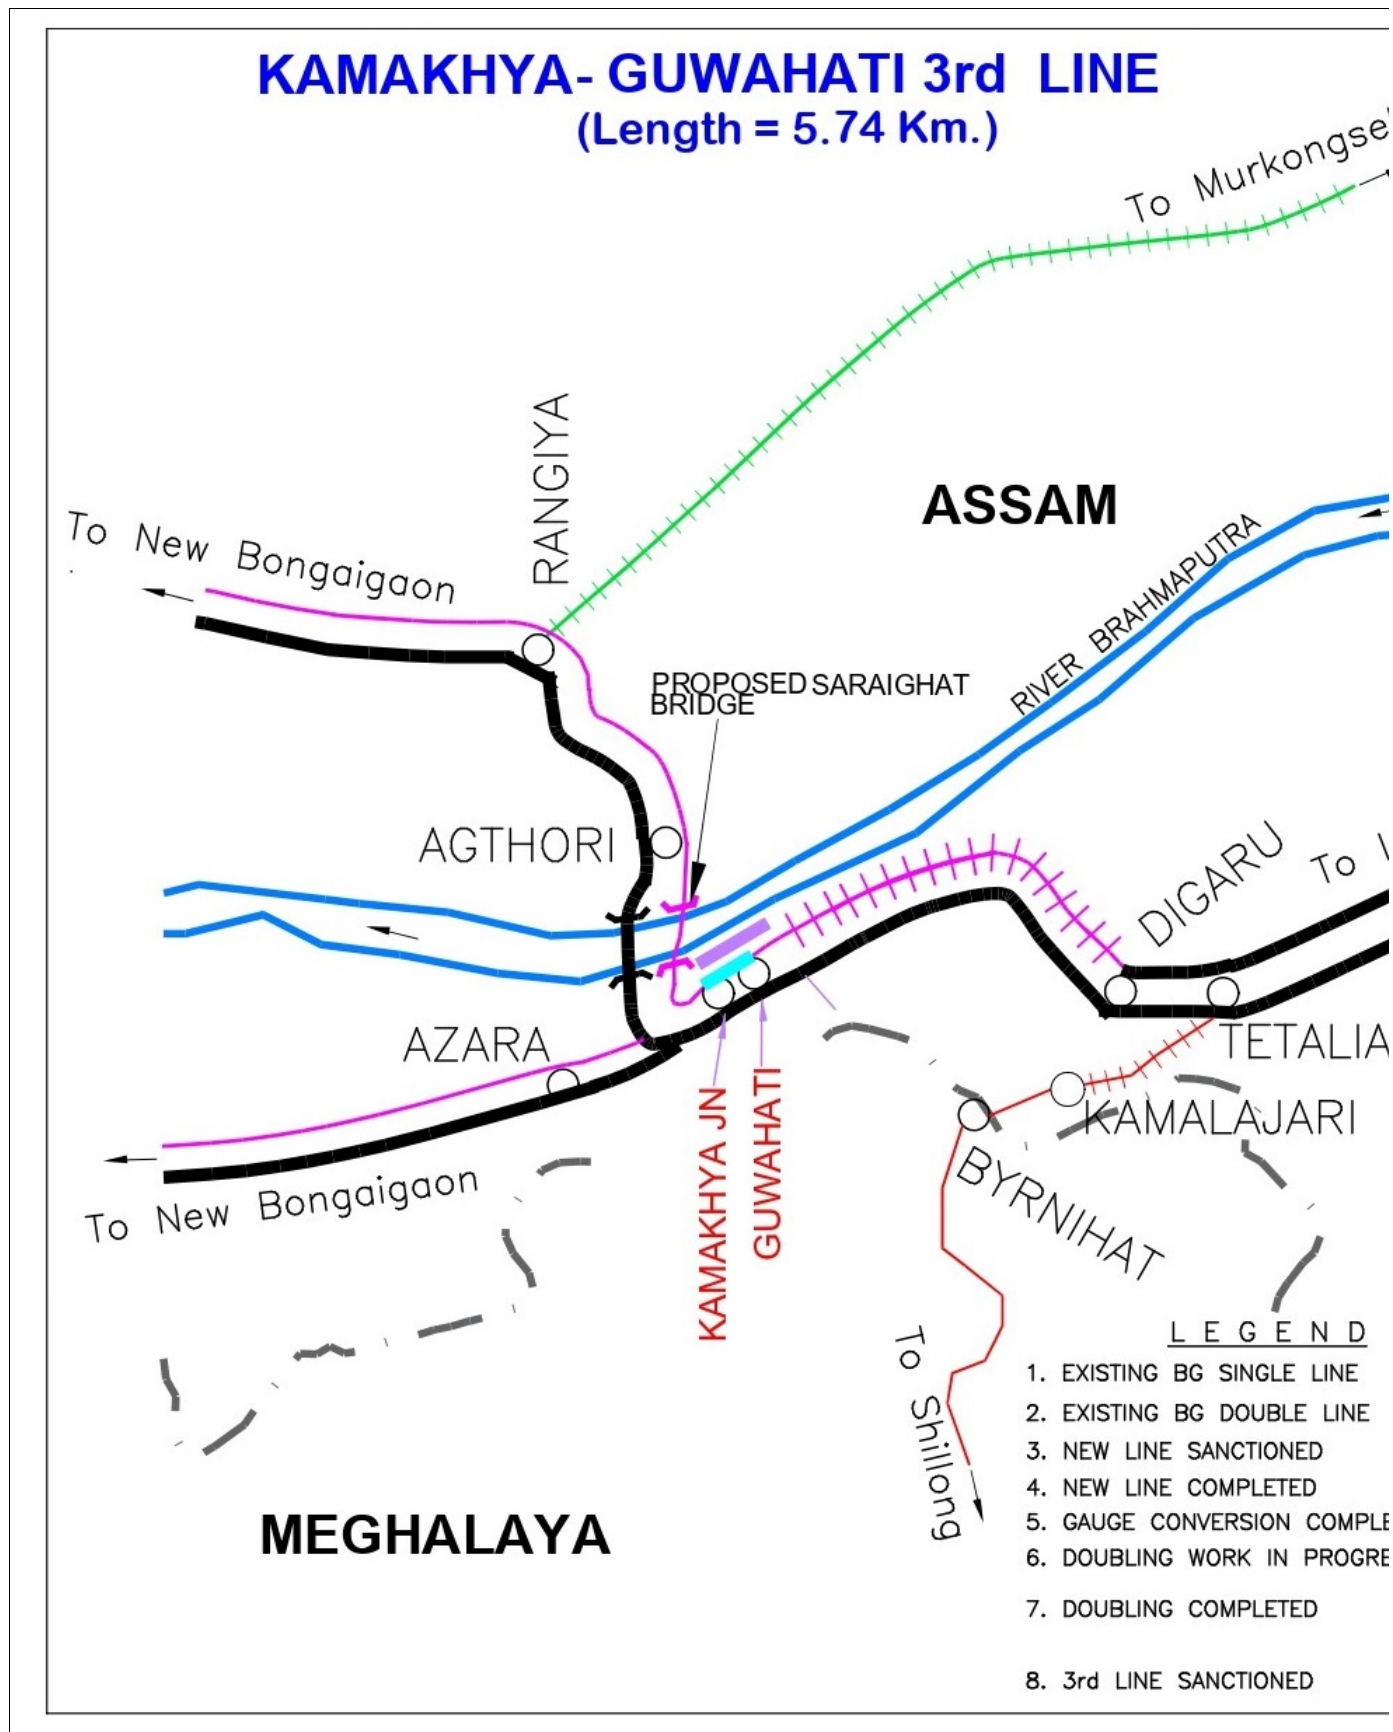 KAMAKHYA- GUWAHATI 3rd LINE
(Length = 5.74 Km.)
To Murkongse
RANGIYA
ASSAM
To New Bongaigaon
RIVER BRAHMAPUTRA
PROPOSED SARAIGHAT
BRIDGE
AGTHORI
DIGARU
To
AZARA
TETALIA
KAMALAJARI
KAMAKHYA JN
GUWAHATI
BYRNIHAT
To New Bongaigaon
To Shillong
MEGHALAYA
LEGEND
1. EXISTING BG SINGLE LINE
2. EXISTING BG DOUBLE LINE
3. NEW LINE SANCTIONED
4. NEW LINE COMPLETED
5. GAUGE CONVERSION COMPLE
6. DOUBLING WORK IN PROGRE
7. DOUBLING COMPLETED
8. 3rd LINE SANCTIONED